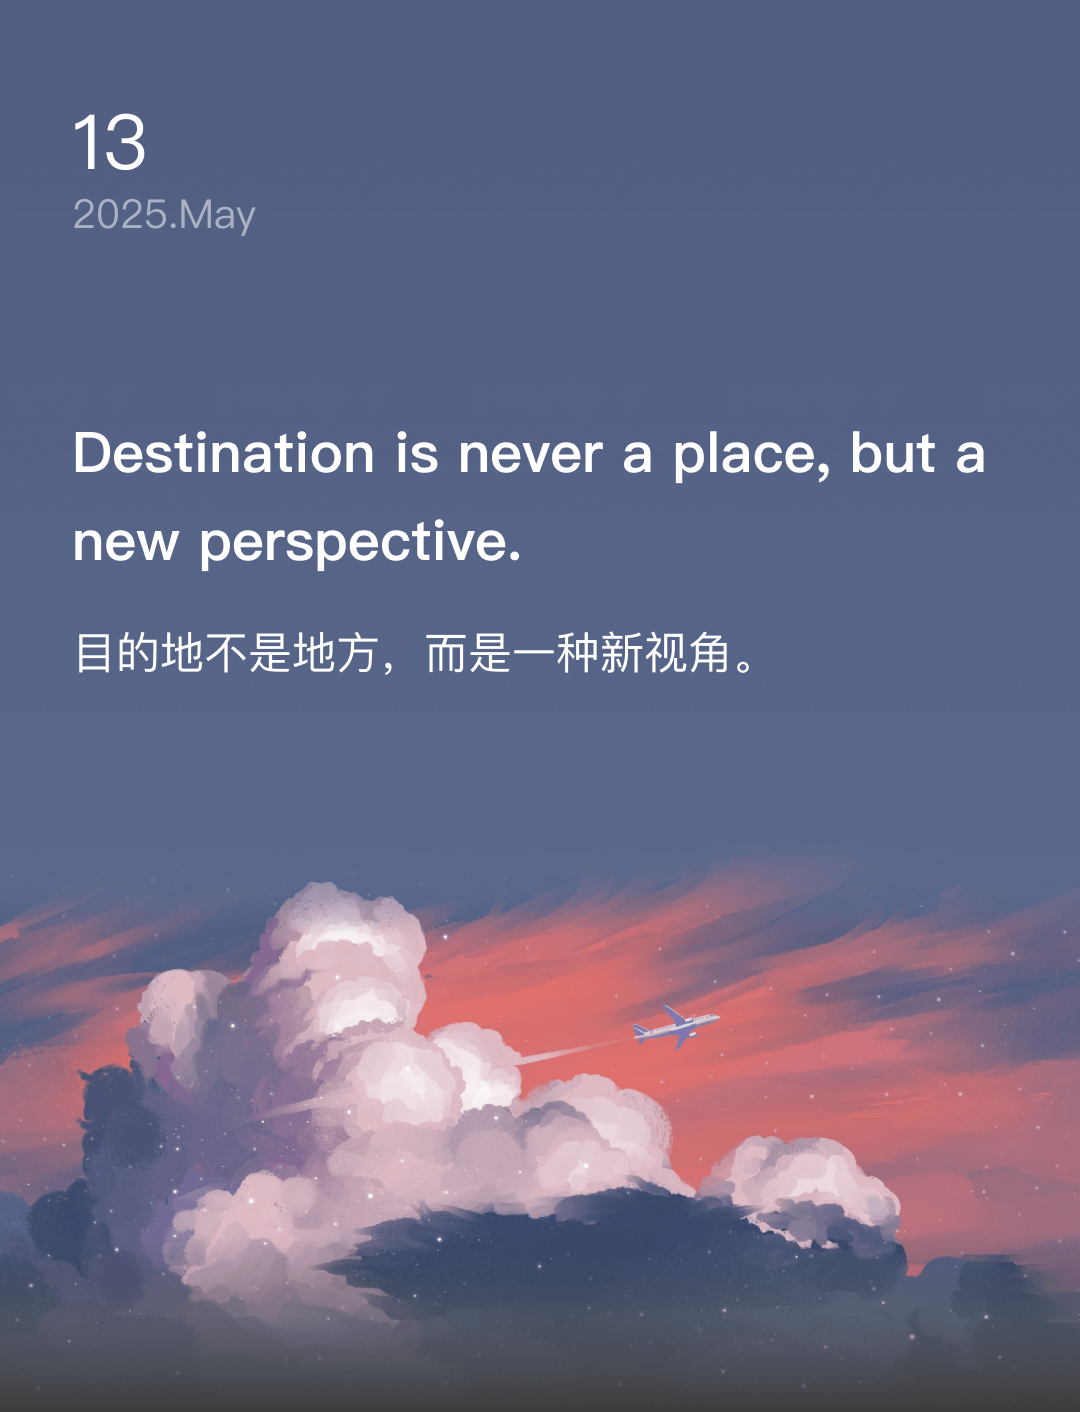 13
2025.May
Destination is never a place, but a
new perspective.
目的地不是地方，而是一种新视角。